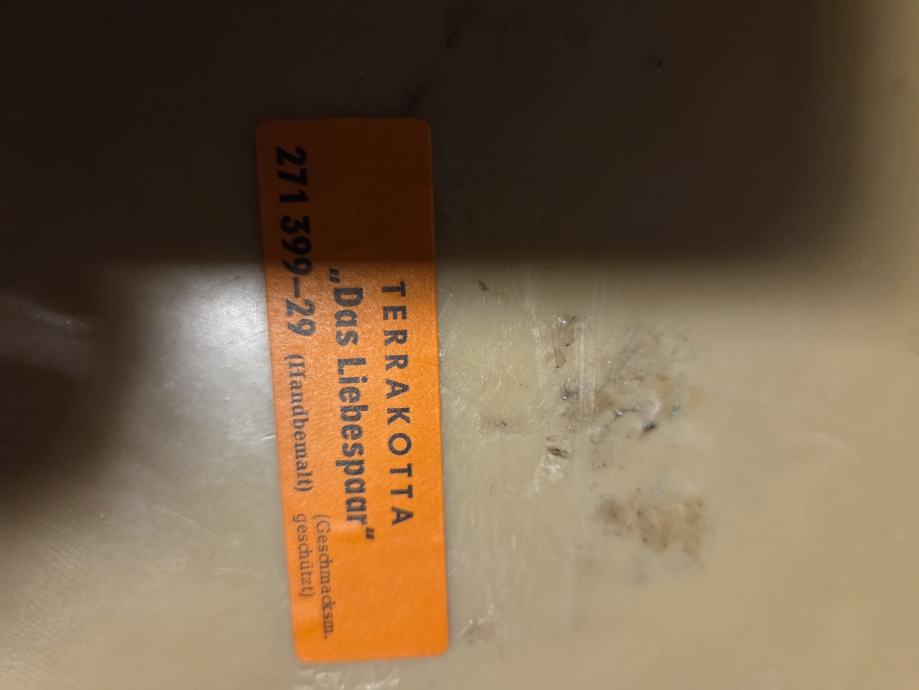 TERRAKOTTA
„Das Liebespaar“
(Geschmacksm.
271 399–29 (Handbemalt) geschützt)